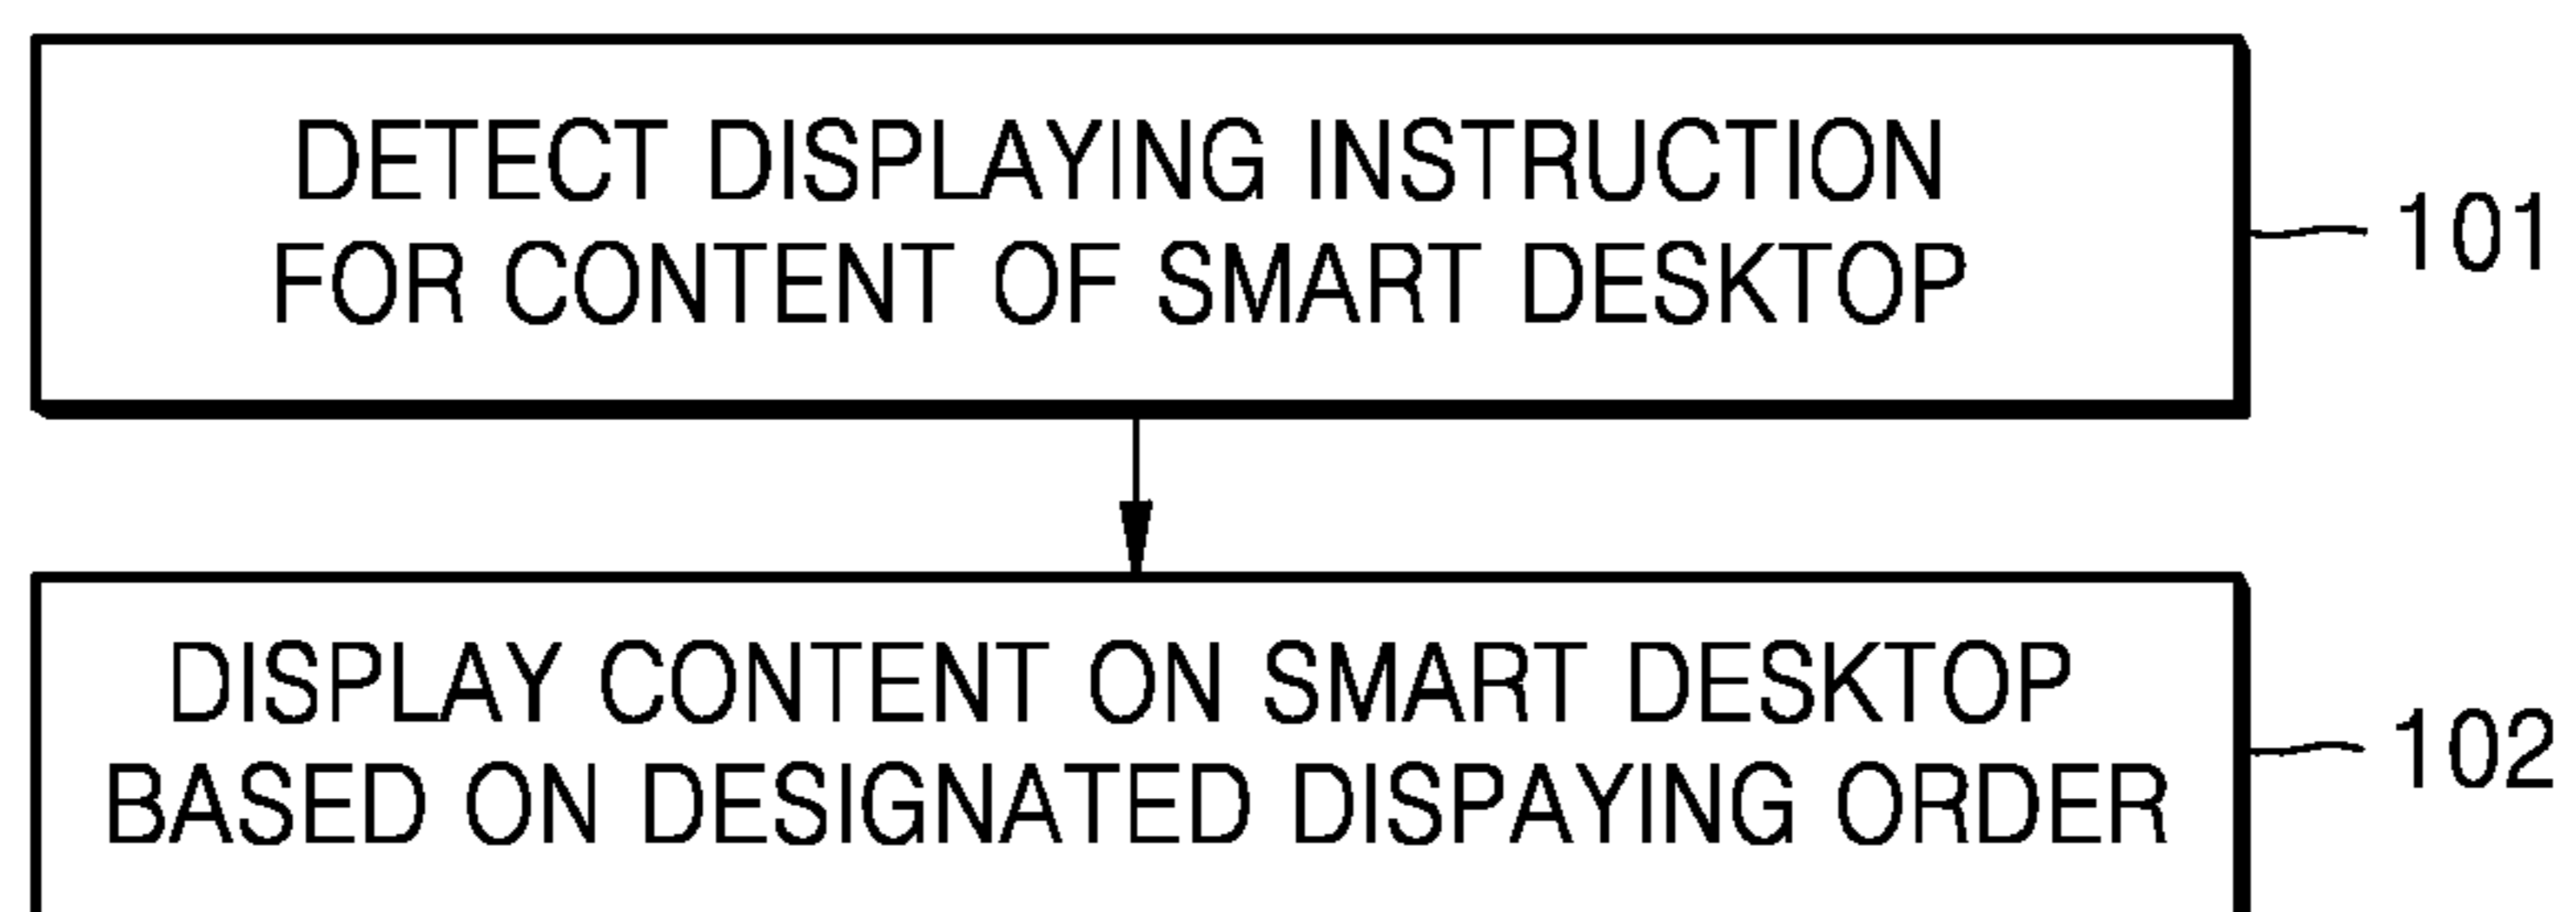 DETECT DISPLAYING INSTRUCTION
FOR CONTENT OF SMART DESKTOP
101
DISPLAY CONTENT ON SMART DESKTOP
BASED ON DESIGNATED DISPAYING ORDER
102